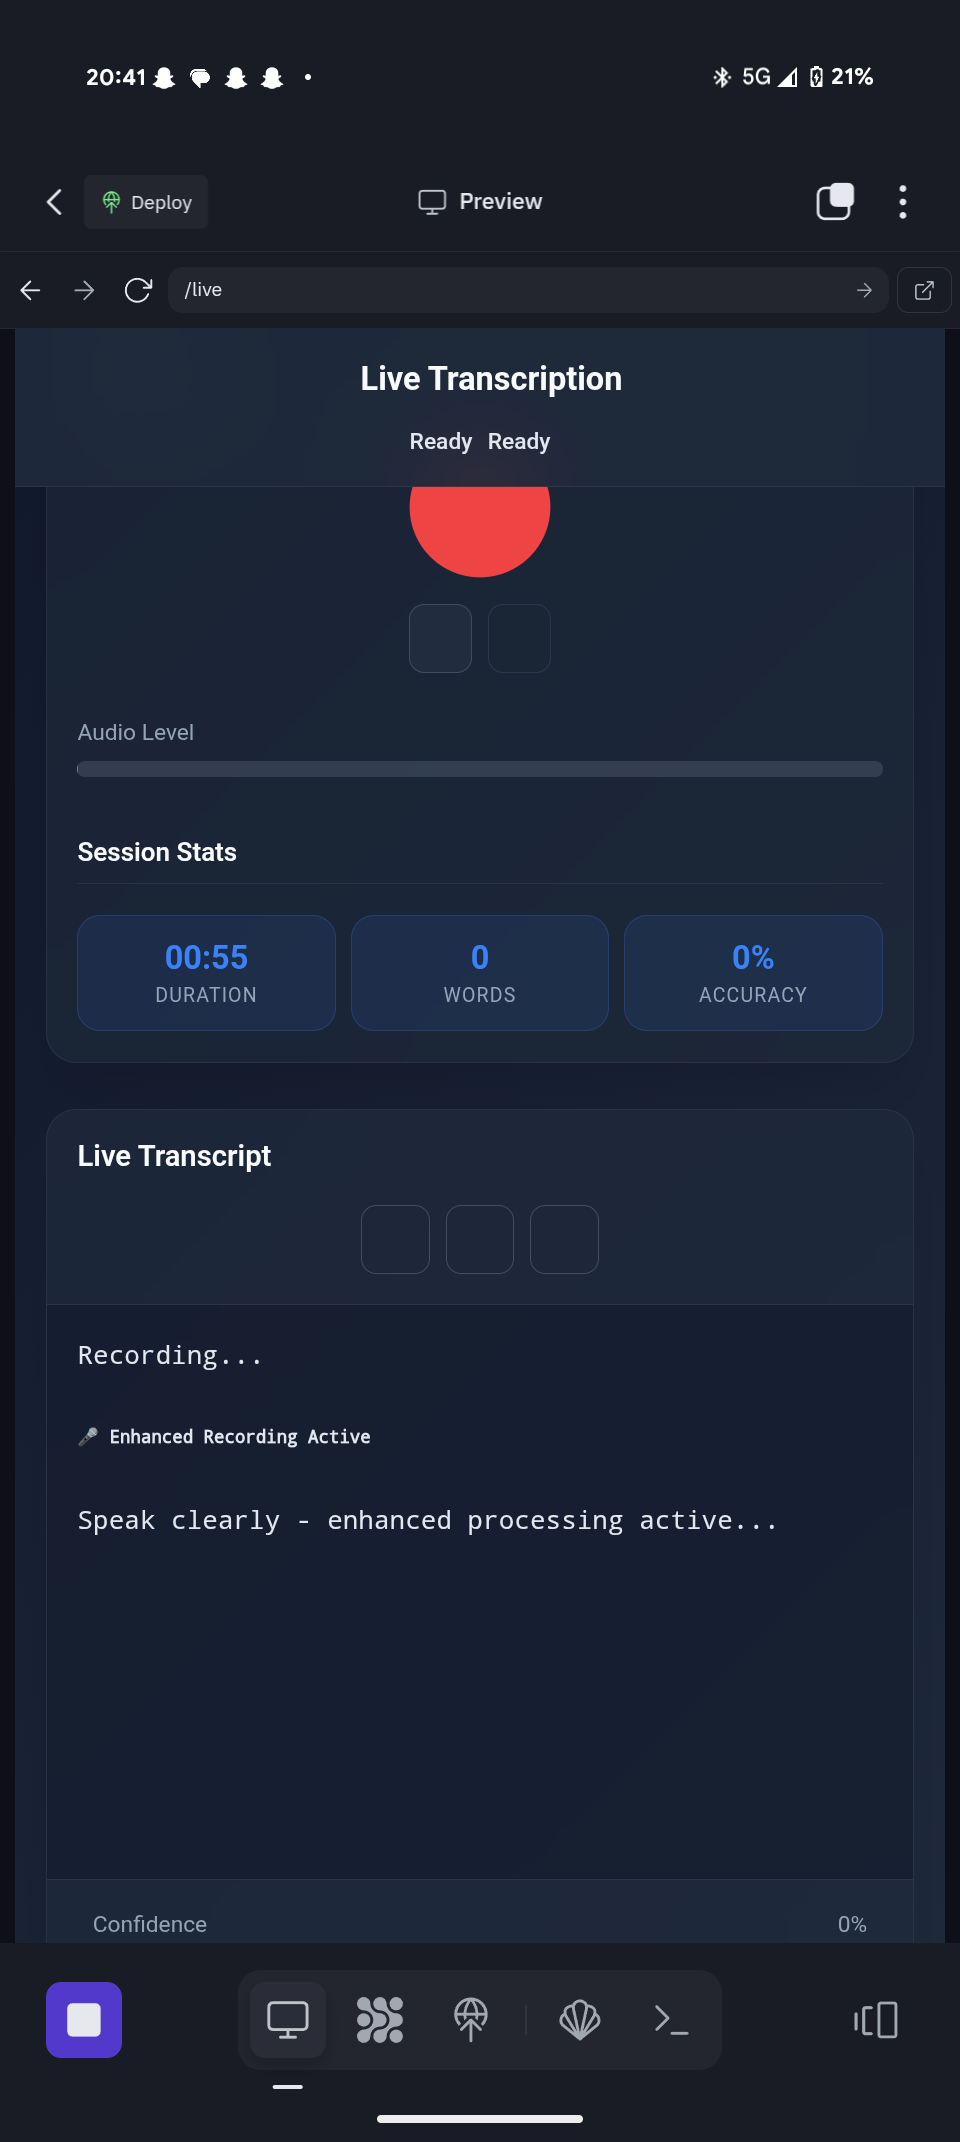 20:41
5G 21%
Deploy
Preview
/live
Live Transcription
Ready Ready
Audio Level
Session Stats
00:55
DURATION
0
WORDS
0%
ACCURACY
Live Transcript
Recording...
🎤 Enhanced Recording Active
Speak clearly - enhanced processing active...
Confidence 0%